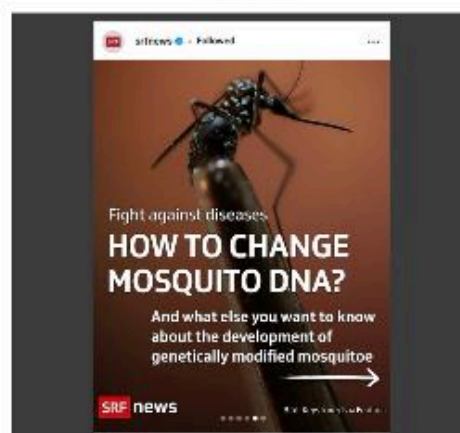 SRF srfnews • Followed
Fight against diseases
HOW TO CHANGE
MOSQUITO DNA?
And what else you want to know
about the development of
genetically modified mosquitoe
SRF news